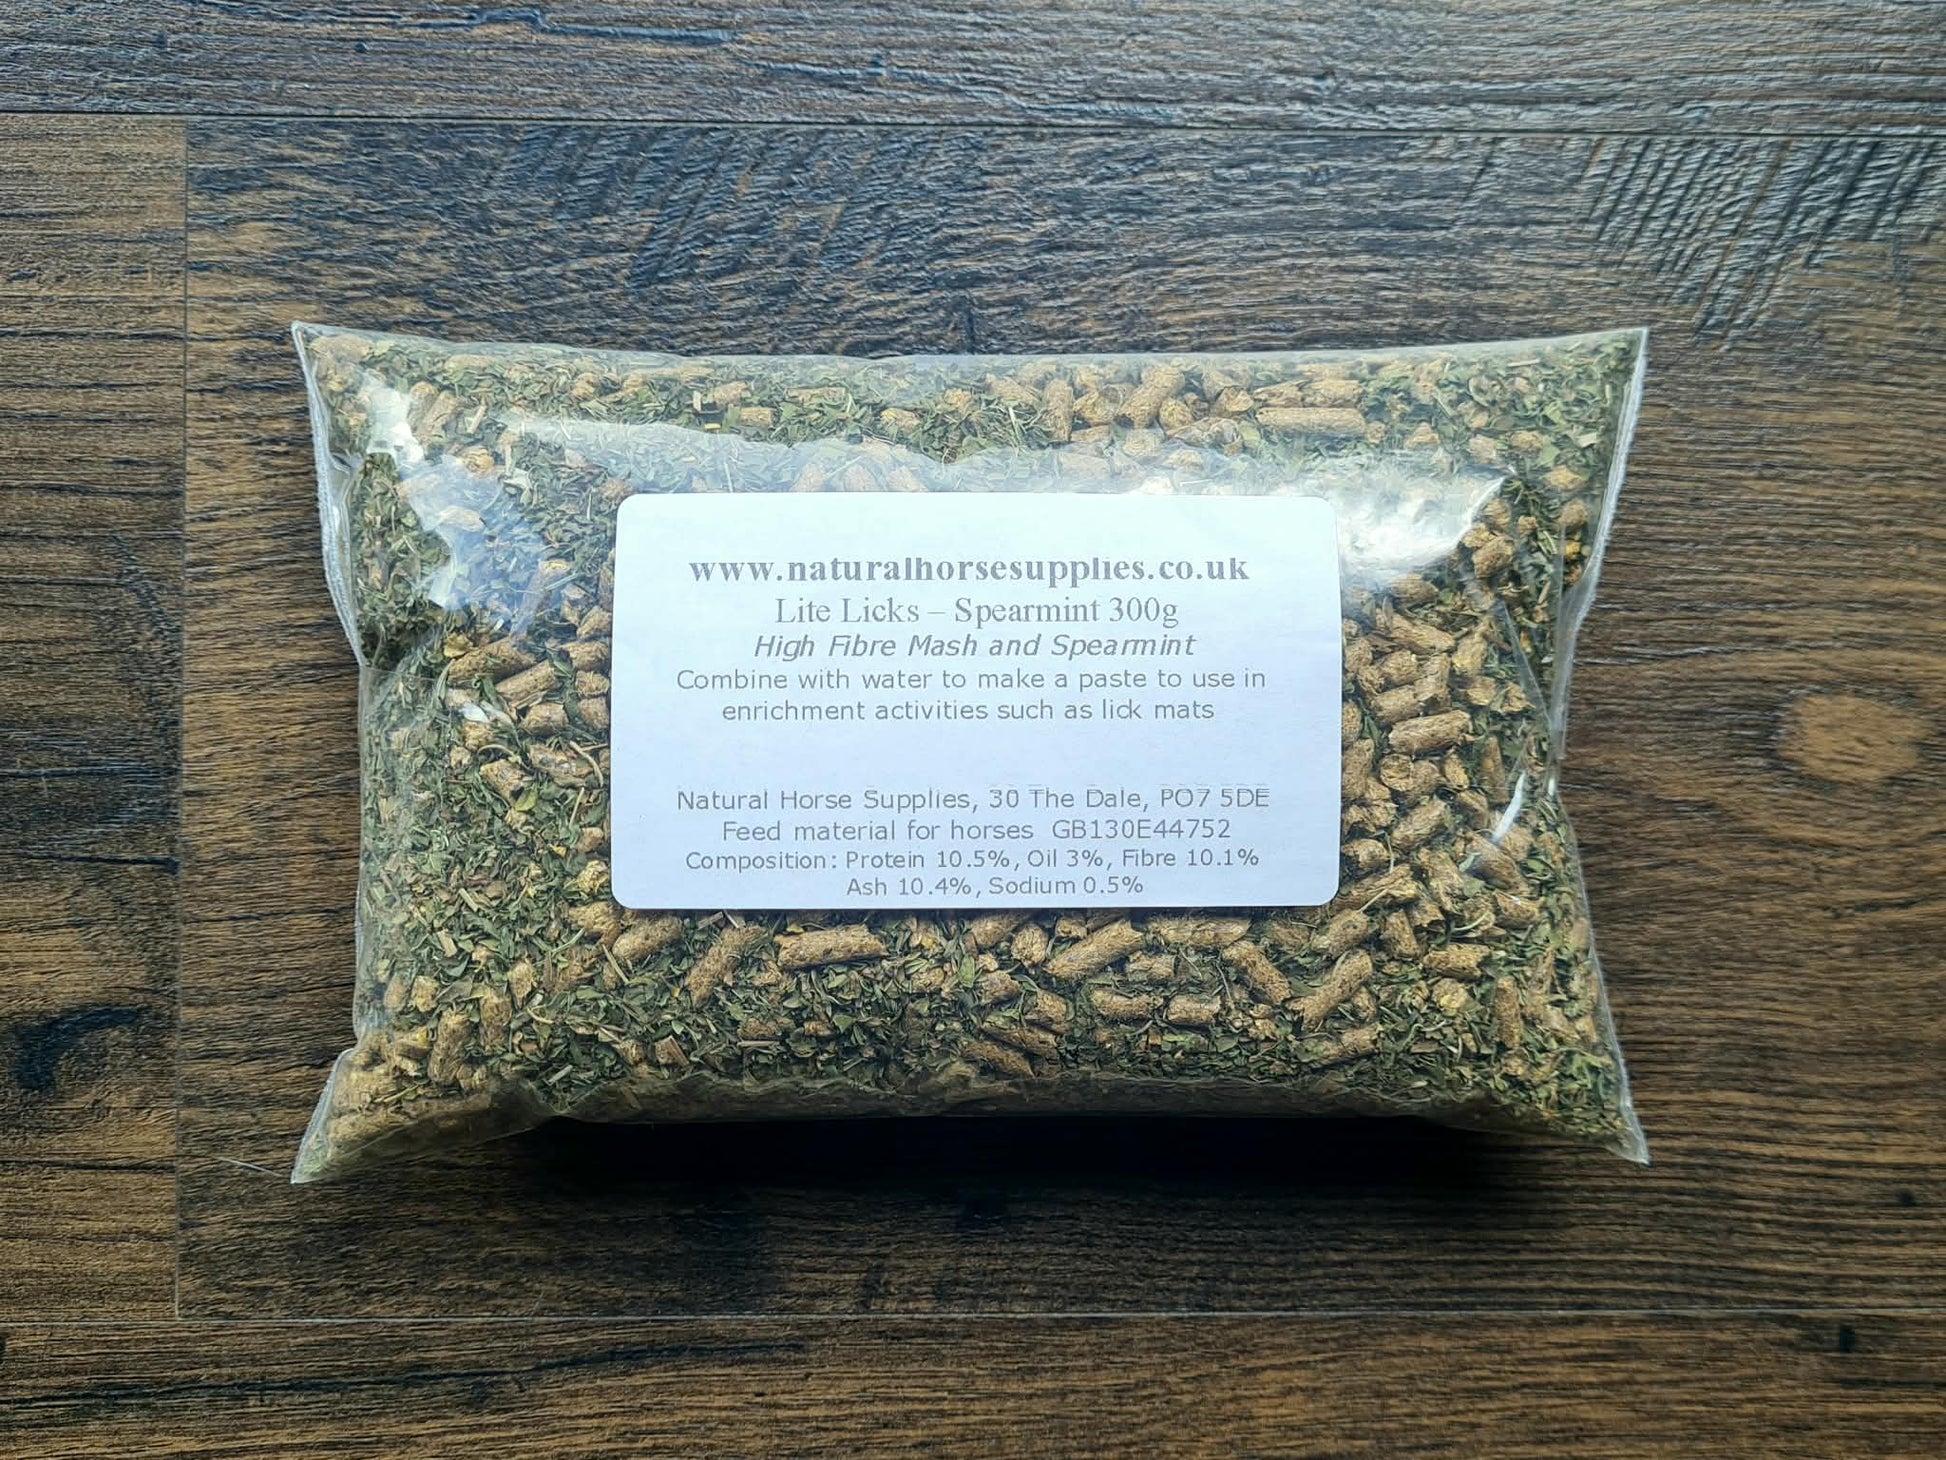 www.naturalhorsesupplies.co.uk
Lite Licks – Spearmint 300g
High Fibre Mash and Spearmint
Combine with water to make a paste to use in
enrichment activities such as lick mats
Natural Horse Supplies, 30 The Dale, PO7 5DE
Feed material for horses GB130E44752
Composition: Protein 10.5%, Oil 3%, Fibre 10.1%
Ash 10.4%, Sodium 0.5%